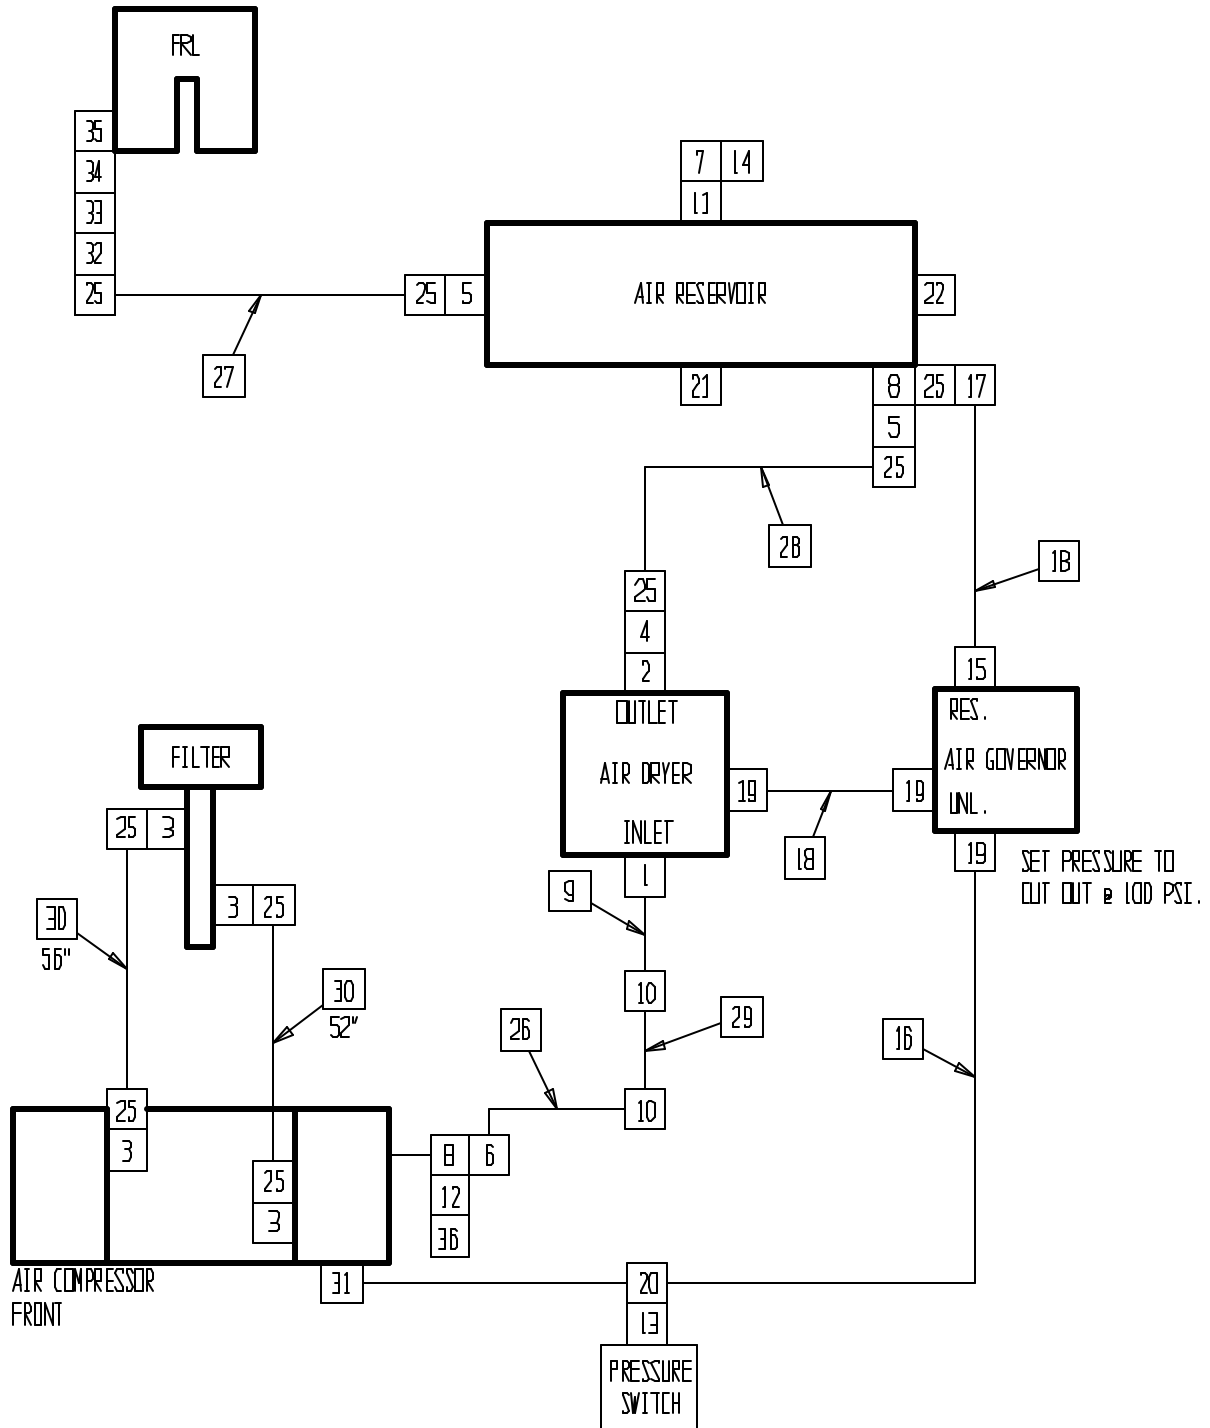 FRL
35
34
33
32
25
7 14
11
25 5
AIR RESERVOIR
22
27
21
8 25 17
5
25
28
18
25
4
2
15
OUTLET
AIR DRYER
INLET
RES.
AIR GOVERNOR
UNL.
FILTER
19
19
25 3
18
1
19
SET PRESSURE TO
CUT OUT @ 100 PSI.
9
3 25
30
56"
30
52"
10
29
26
16
25
3
10
8 6
12
36
25
3
AIR COMPRESSOR
FRONT
31
20
13
PRESSURE
SWITCH